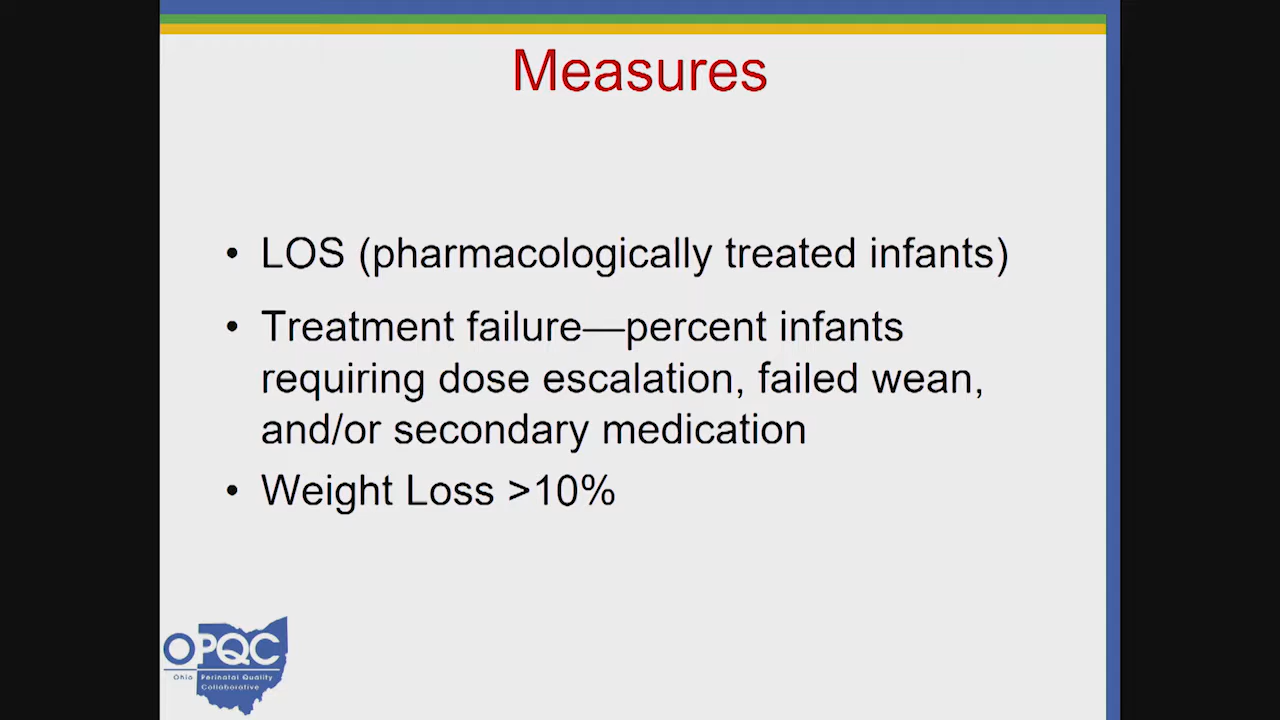 Measures
• LOS (pharmacologically treated infants)
• Treatment failure—percent infants
requiring dose escalation, failed wean,
and/or secondary medication
• Weight Loss >10%
OPQC
Ohio Perinatal Quality
Collaborative